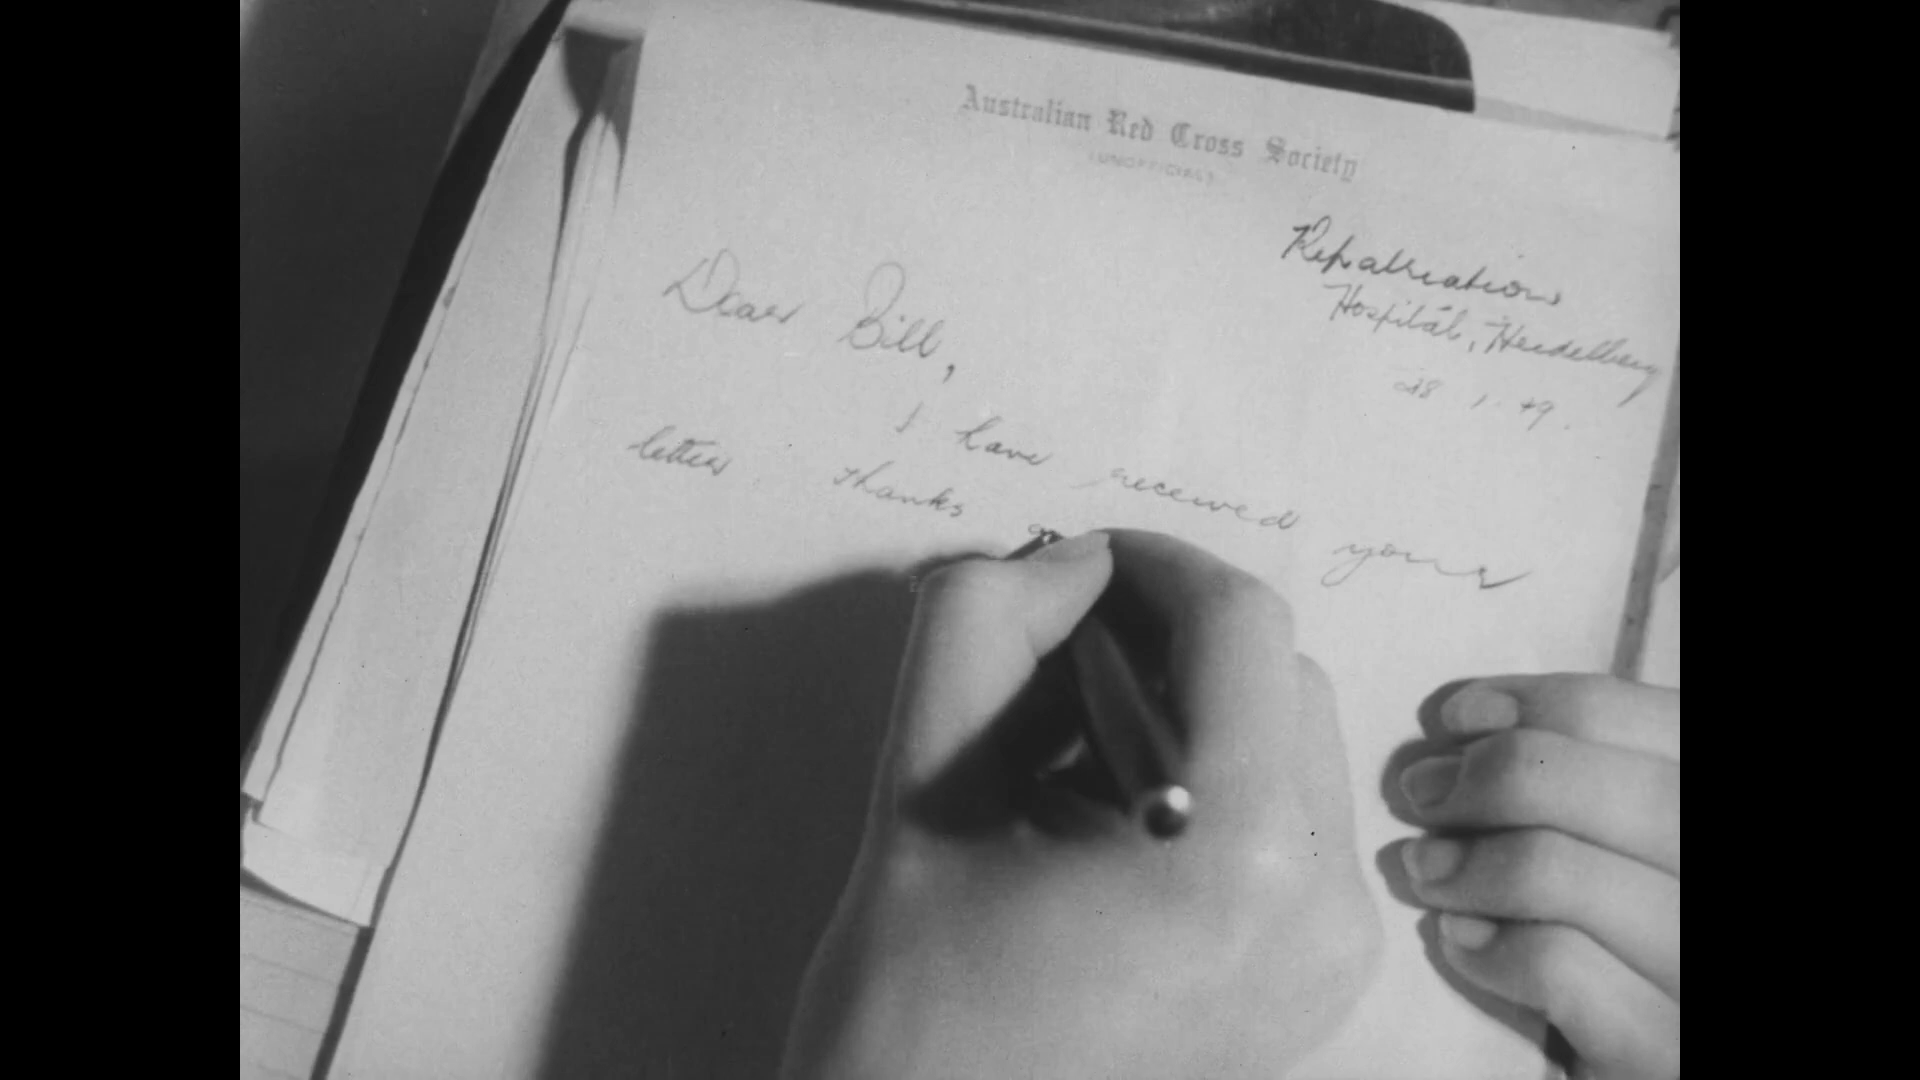 Australian Red Cross Society
(UNOFFICIAL)
Repatriation
Hospital, Heidelberg
28 . 1 . 49.
Dear Bill,
I have received your
letter thanks